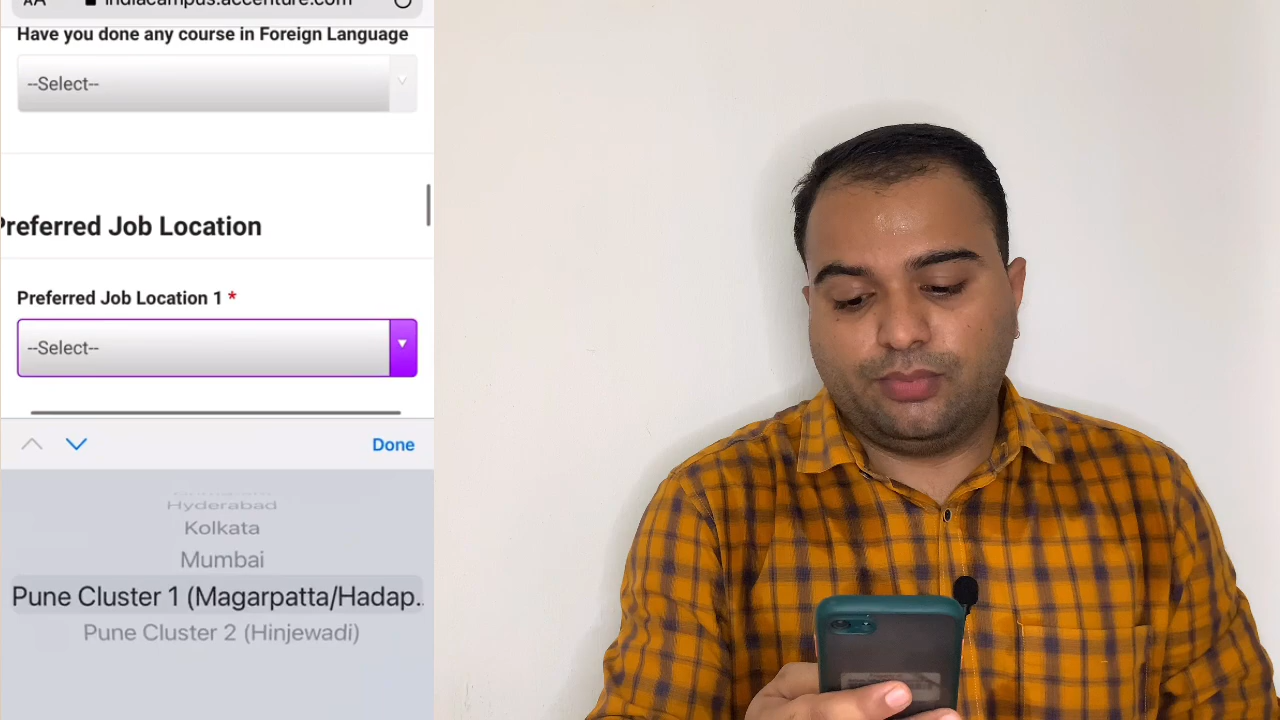 AA indiacampus.accenture.com
Have you done any course in Foreign Language
--Select--
Preferred Job Location
Preferred Job Location 1 *
--Select--
Done
Hyderabad
Kolkata
Mumbai
Pune Cluster 1 (Magarpatta/Hadap..
Pune Cluster 2 (Hinjewadi)